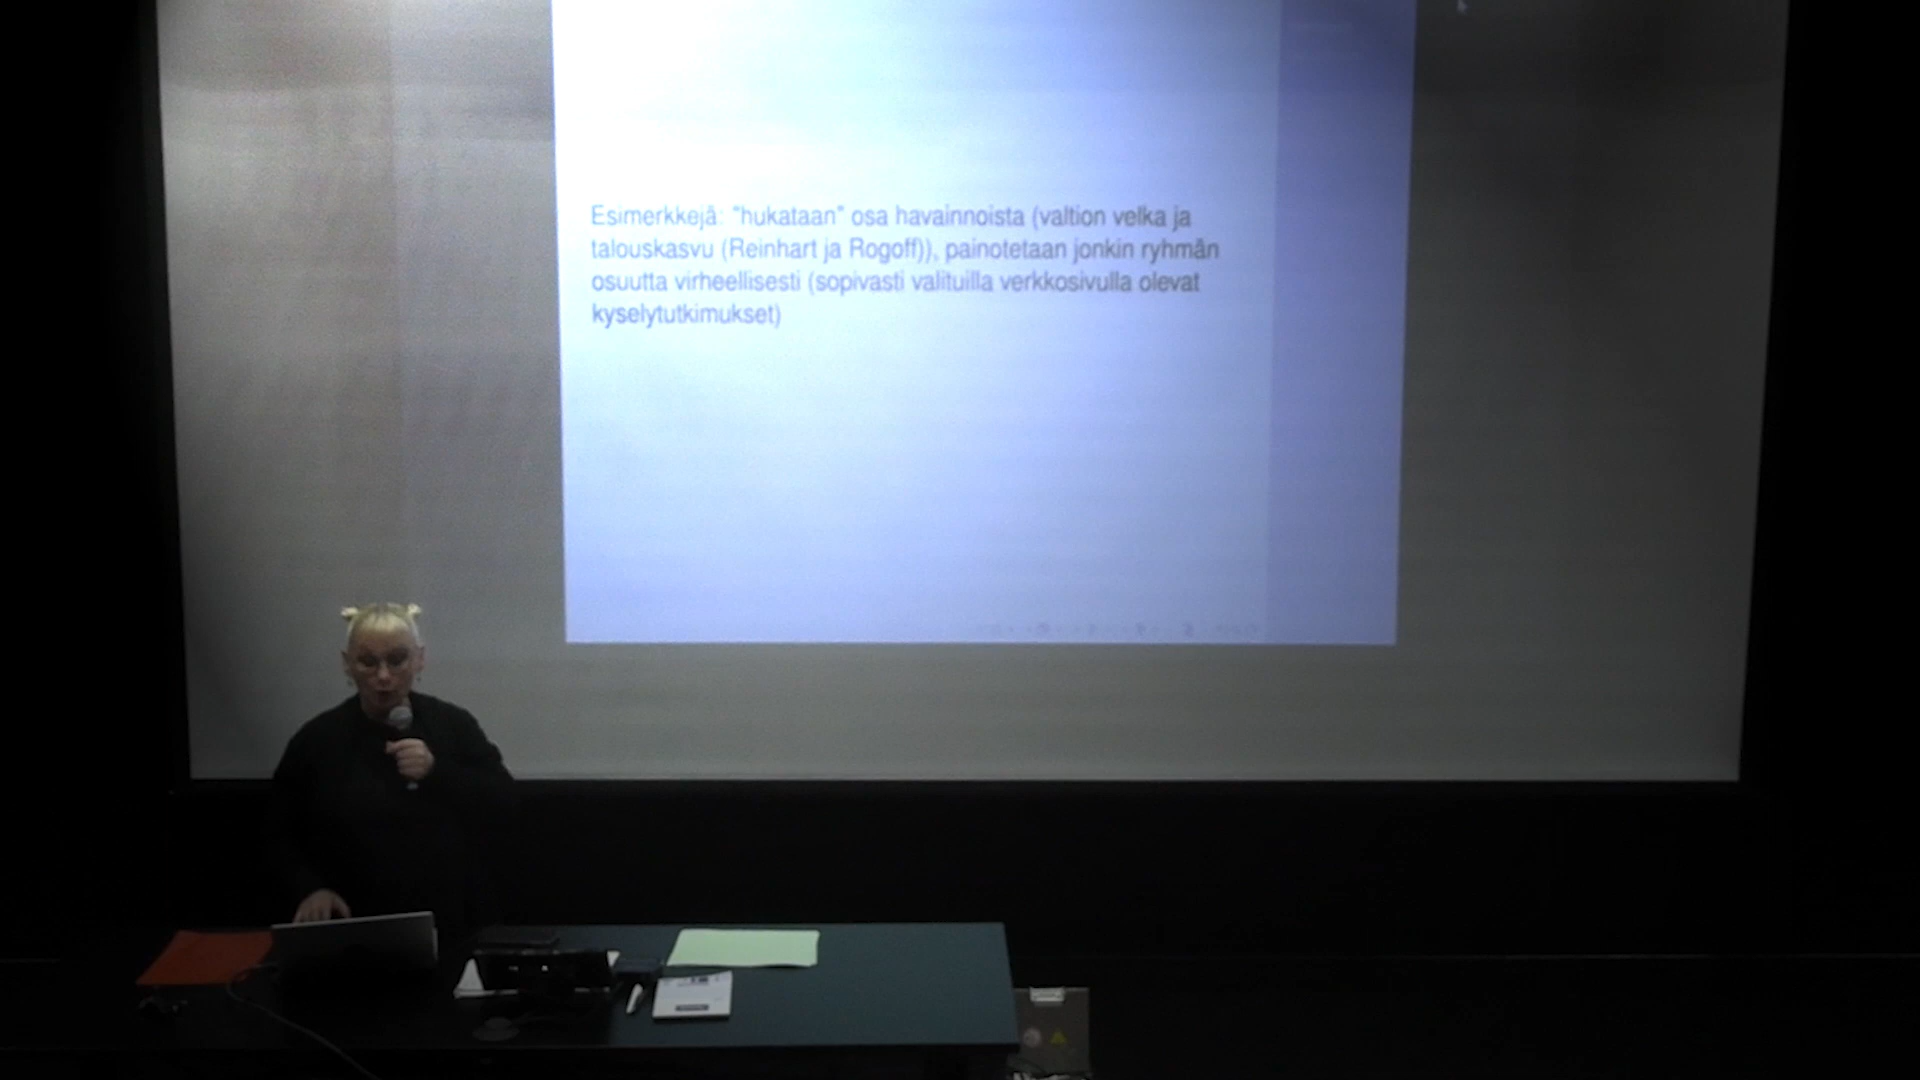 Esimerkkejä: "hukataan" osa havainnoista (valtion velka ja
talouskasvu (Reinhart ja Rogoff)), painotetaan jonkin ryhmän
osuutta virheellisesti (sopivasti valituilla verkkosivulla olevat
kyselytutkimukset)